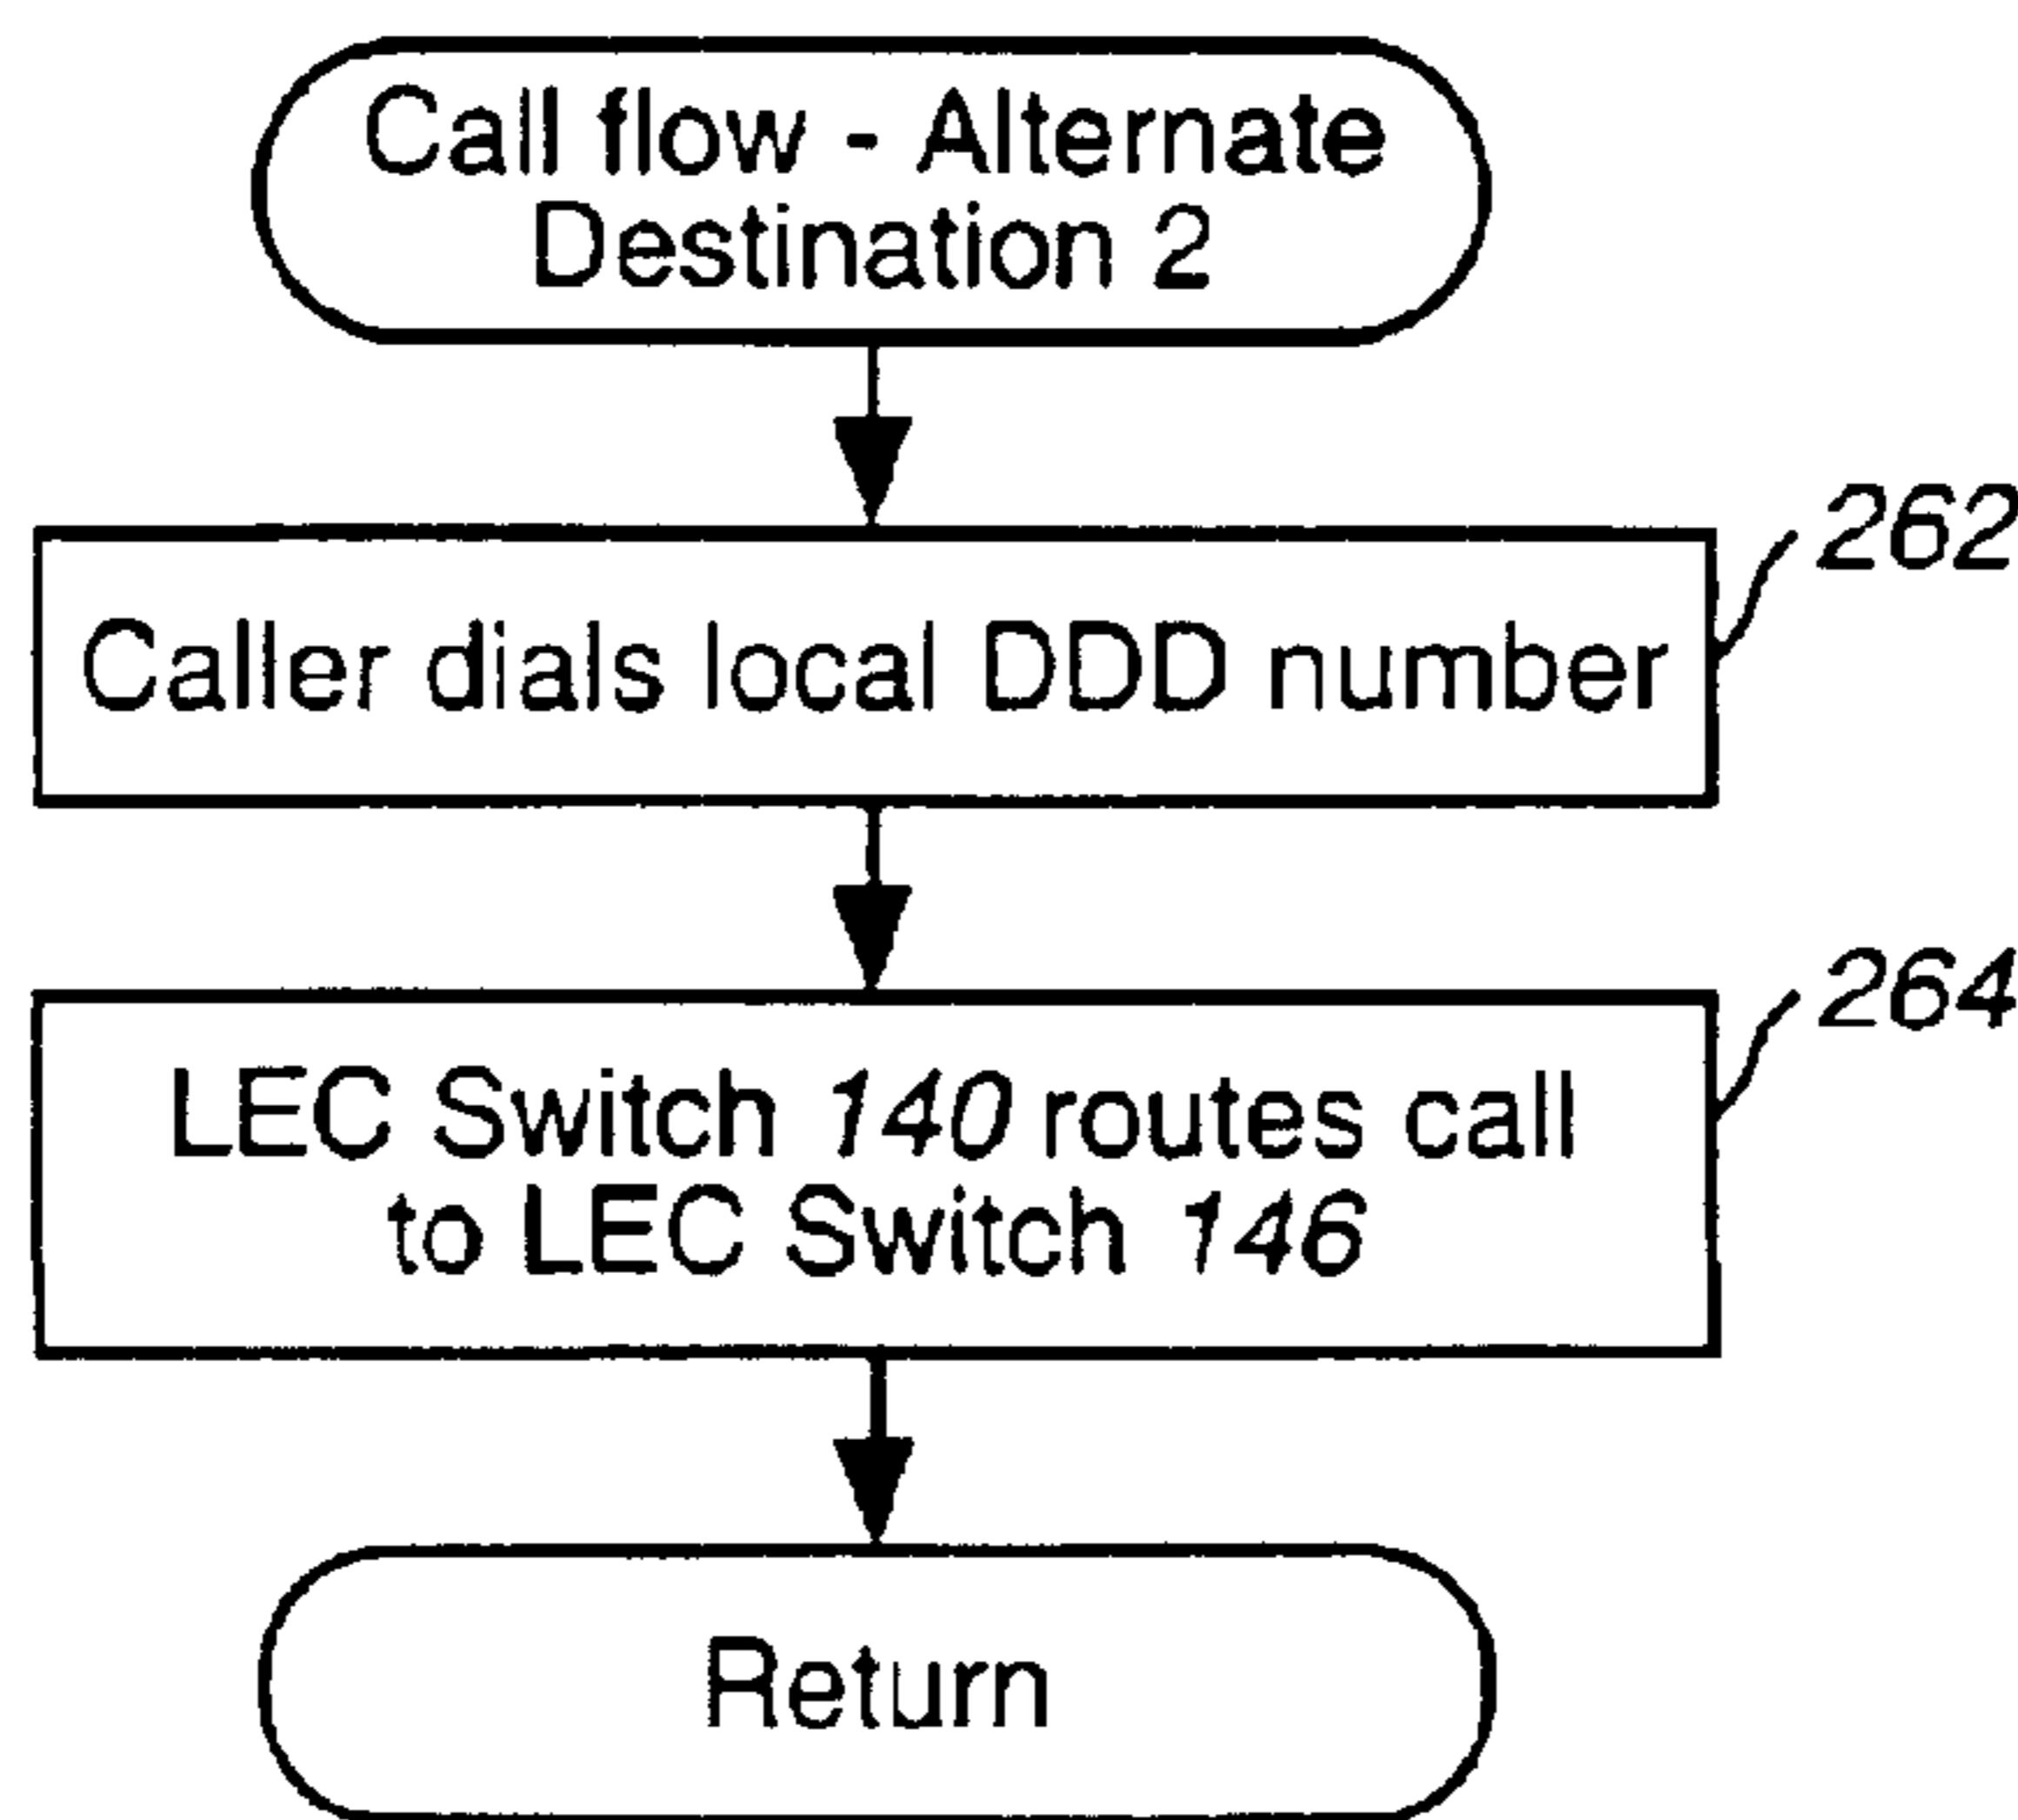 Call flow - Alternate
Destination 2
262
Caller dials local DDD number
264
LEC Switch 140 routes call
to LEC Switch 146
Return